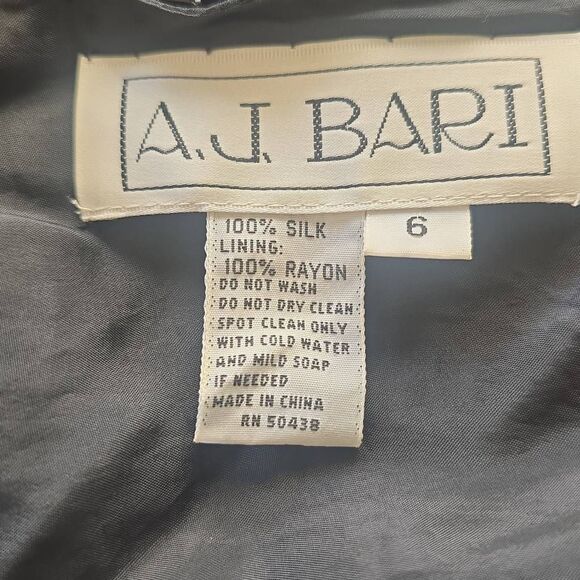 A.J. BARI
6
100% SILK
LINING:
100% RAYON
DO NOT WASH
DO NOT DRY CLEAN
SPOT CLEAN ONLY
WITH COLD WATER
AND MILD SOAP
IF NEEDED
MADE IN CHINA
RN 50438